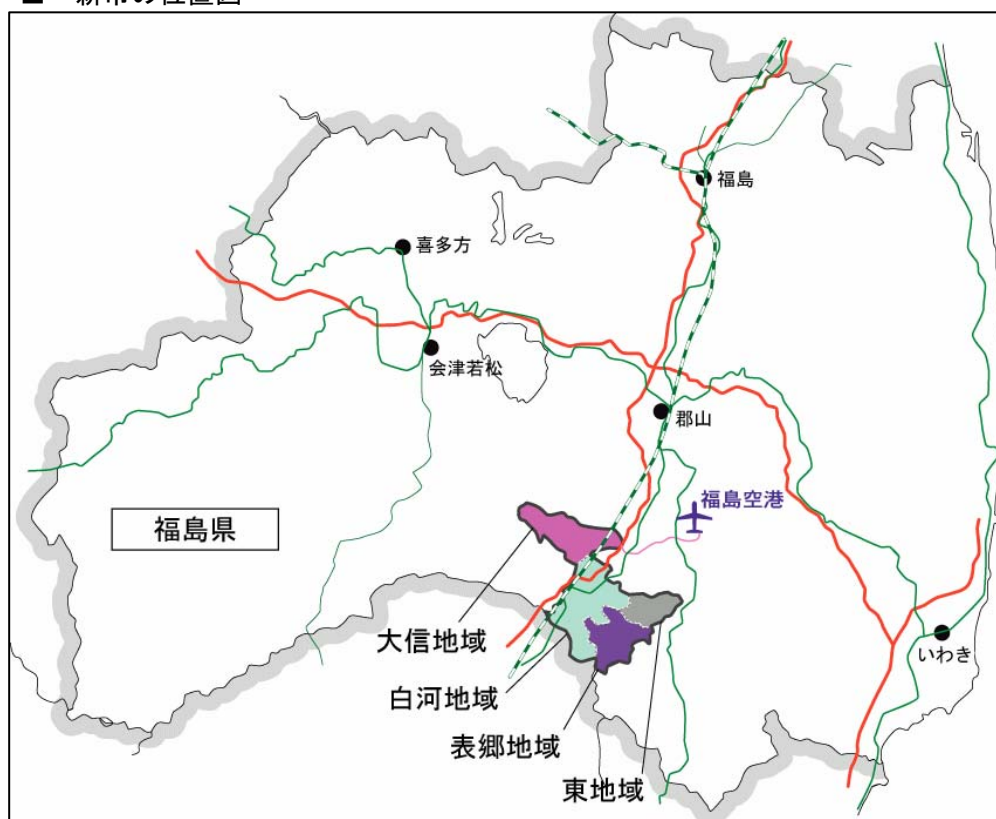 福島
喜多方
会津若松
郡山
福島空港
福島県
大信地域
いわき
白河地域
表郷地域
東地域